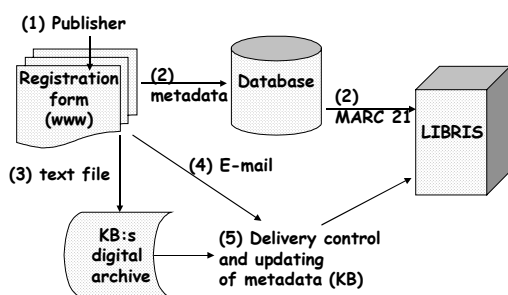 (1) Publisher
Registration
form
(www)
(2)
metadata
Database
(2)
MARC 21
LIBRIS
(3) text file
(4) E-mail
KB:s
digital
archive
(5) Delivery control
and updating
of metadata (KB)